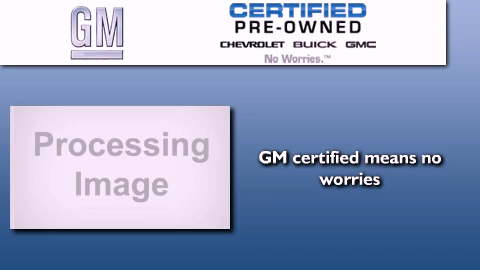 GM
CERTIFIED
PRE-OWNED
CHEVROLET BUICK GMC
No Worries.™
Processing
Image
GM certified means no
worries